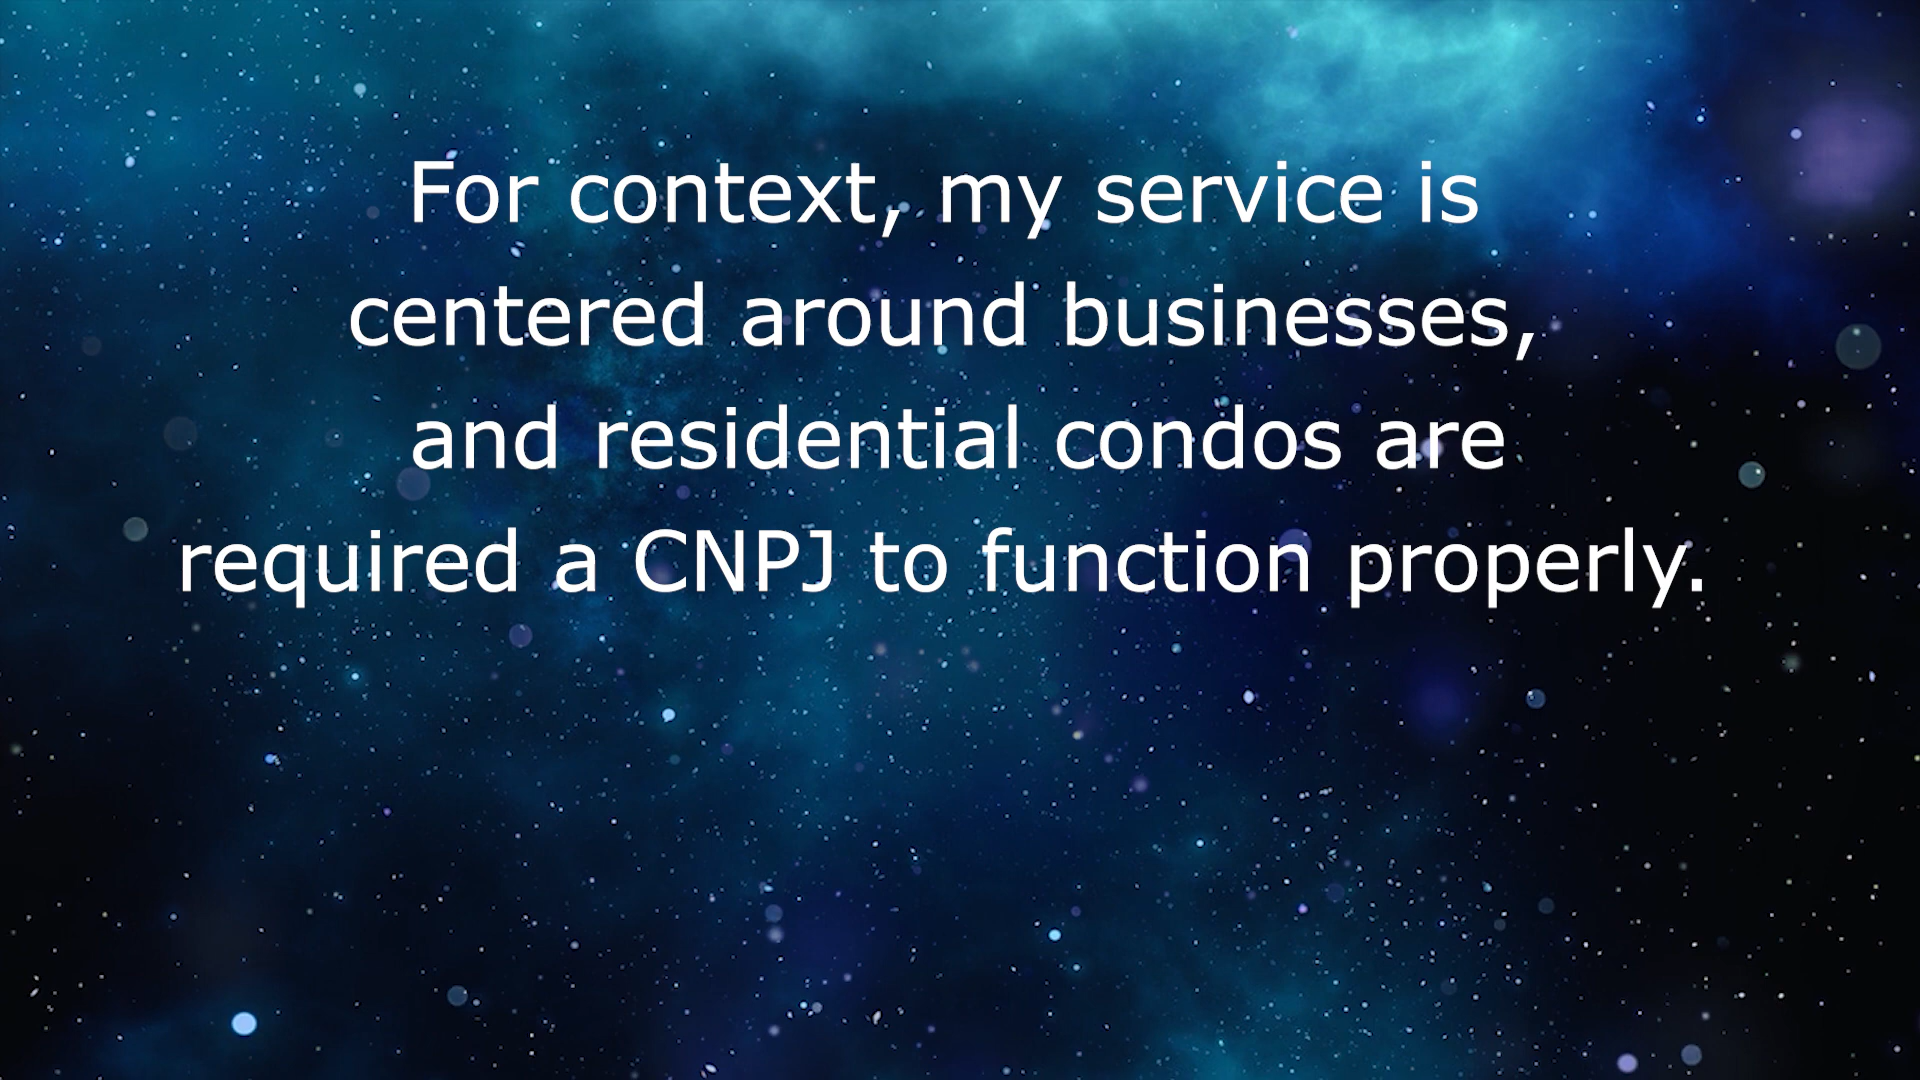 For context, my service is
centered around businesses,
and residential condos are
required a CNPJ to function properly.